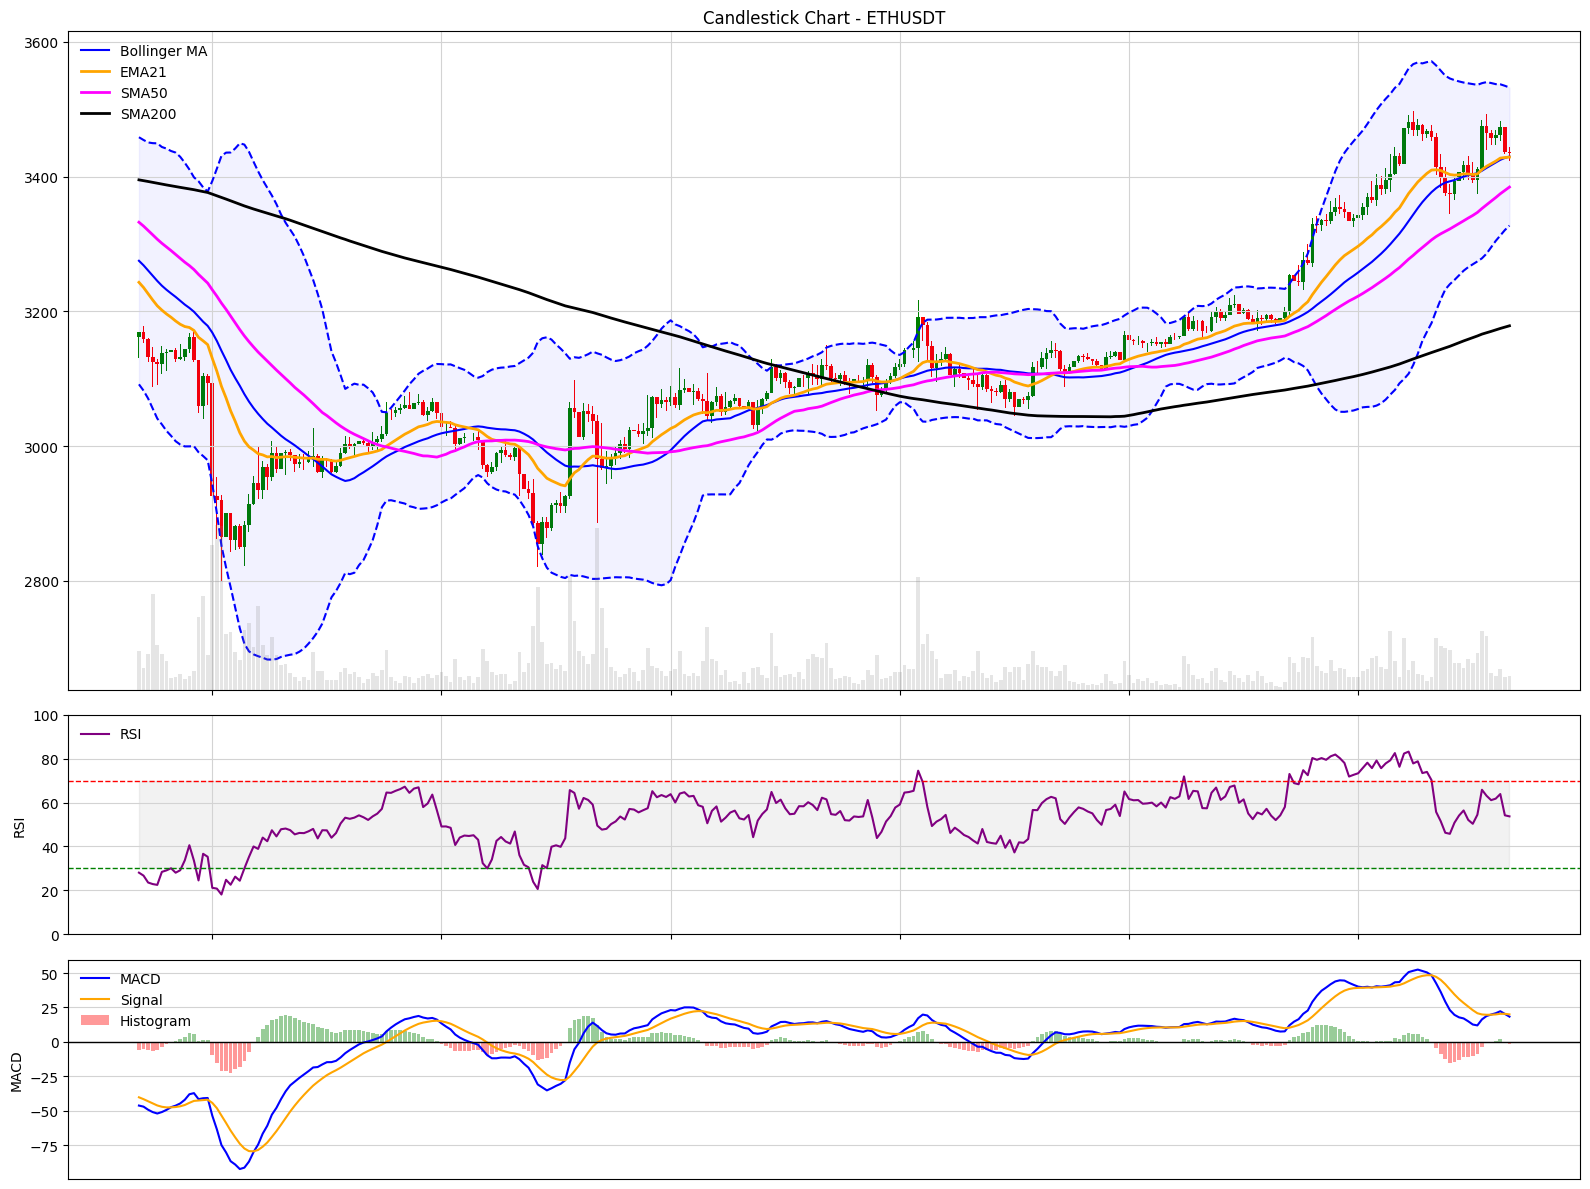 Candlestick Chart - ETHUSDT
3600
3400
3200
3000
2800
Bollinger MA
EMA21
SMA50
SMA200
100
80
60
40
20
0
RSI
RSI
50
25
0
−25
−50
−75
MACD
MACD
Signal
Histogram